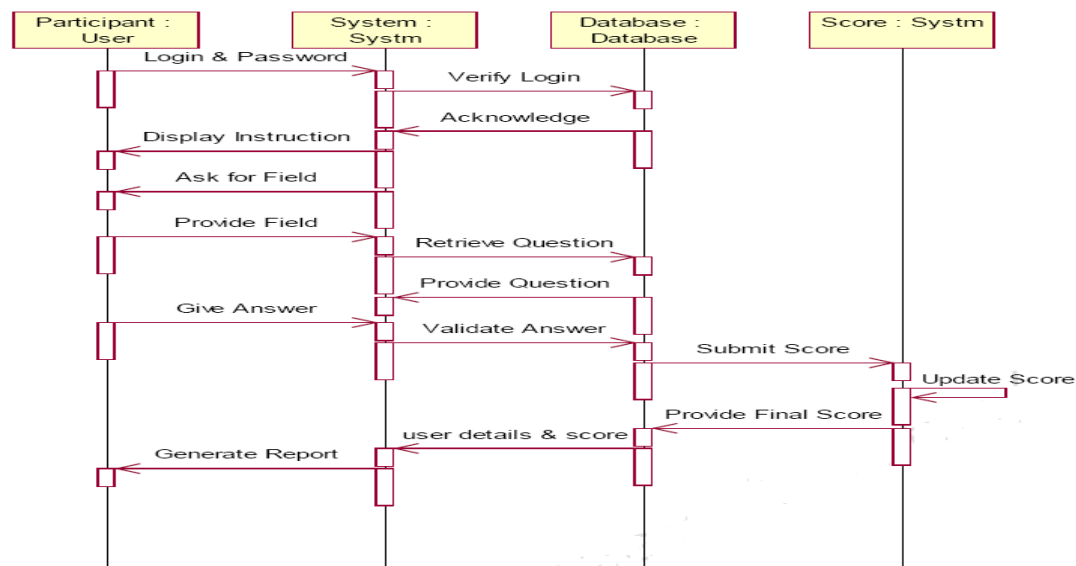 Participant :
User
System :
Systm
Database :
Database
Score : Systm
Login & Password
Verify Login
Acknowledge
Display Instruction
Ask for Field
Provide Field
Retrieve Question
Provide Question
Give Answer
Validate Answer
Submit Score
Update Score
Provide Final Score
user details & score
Generate Report